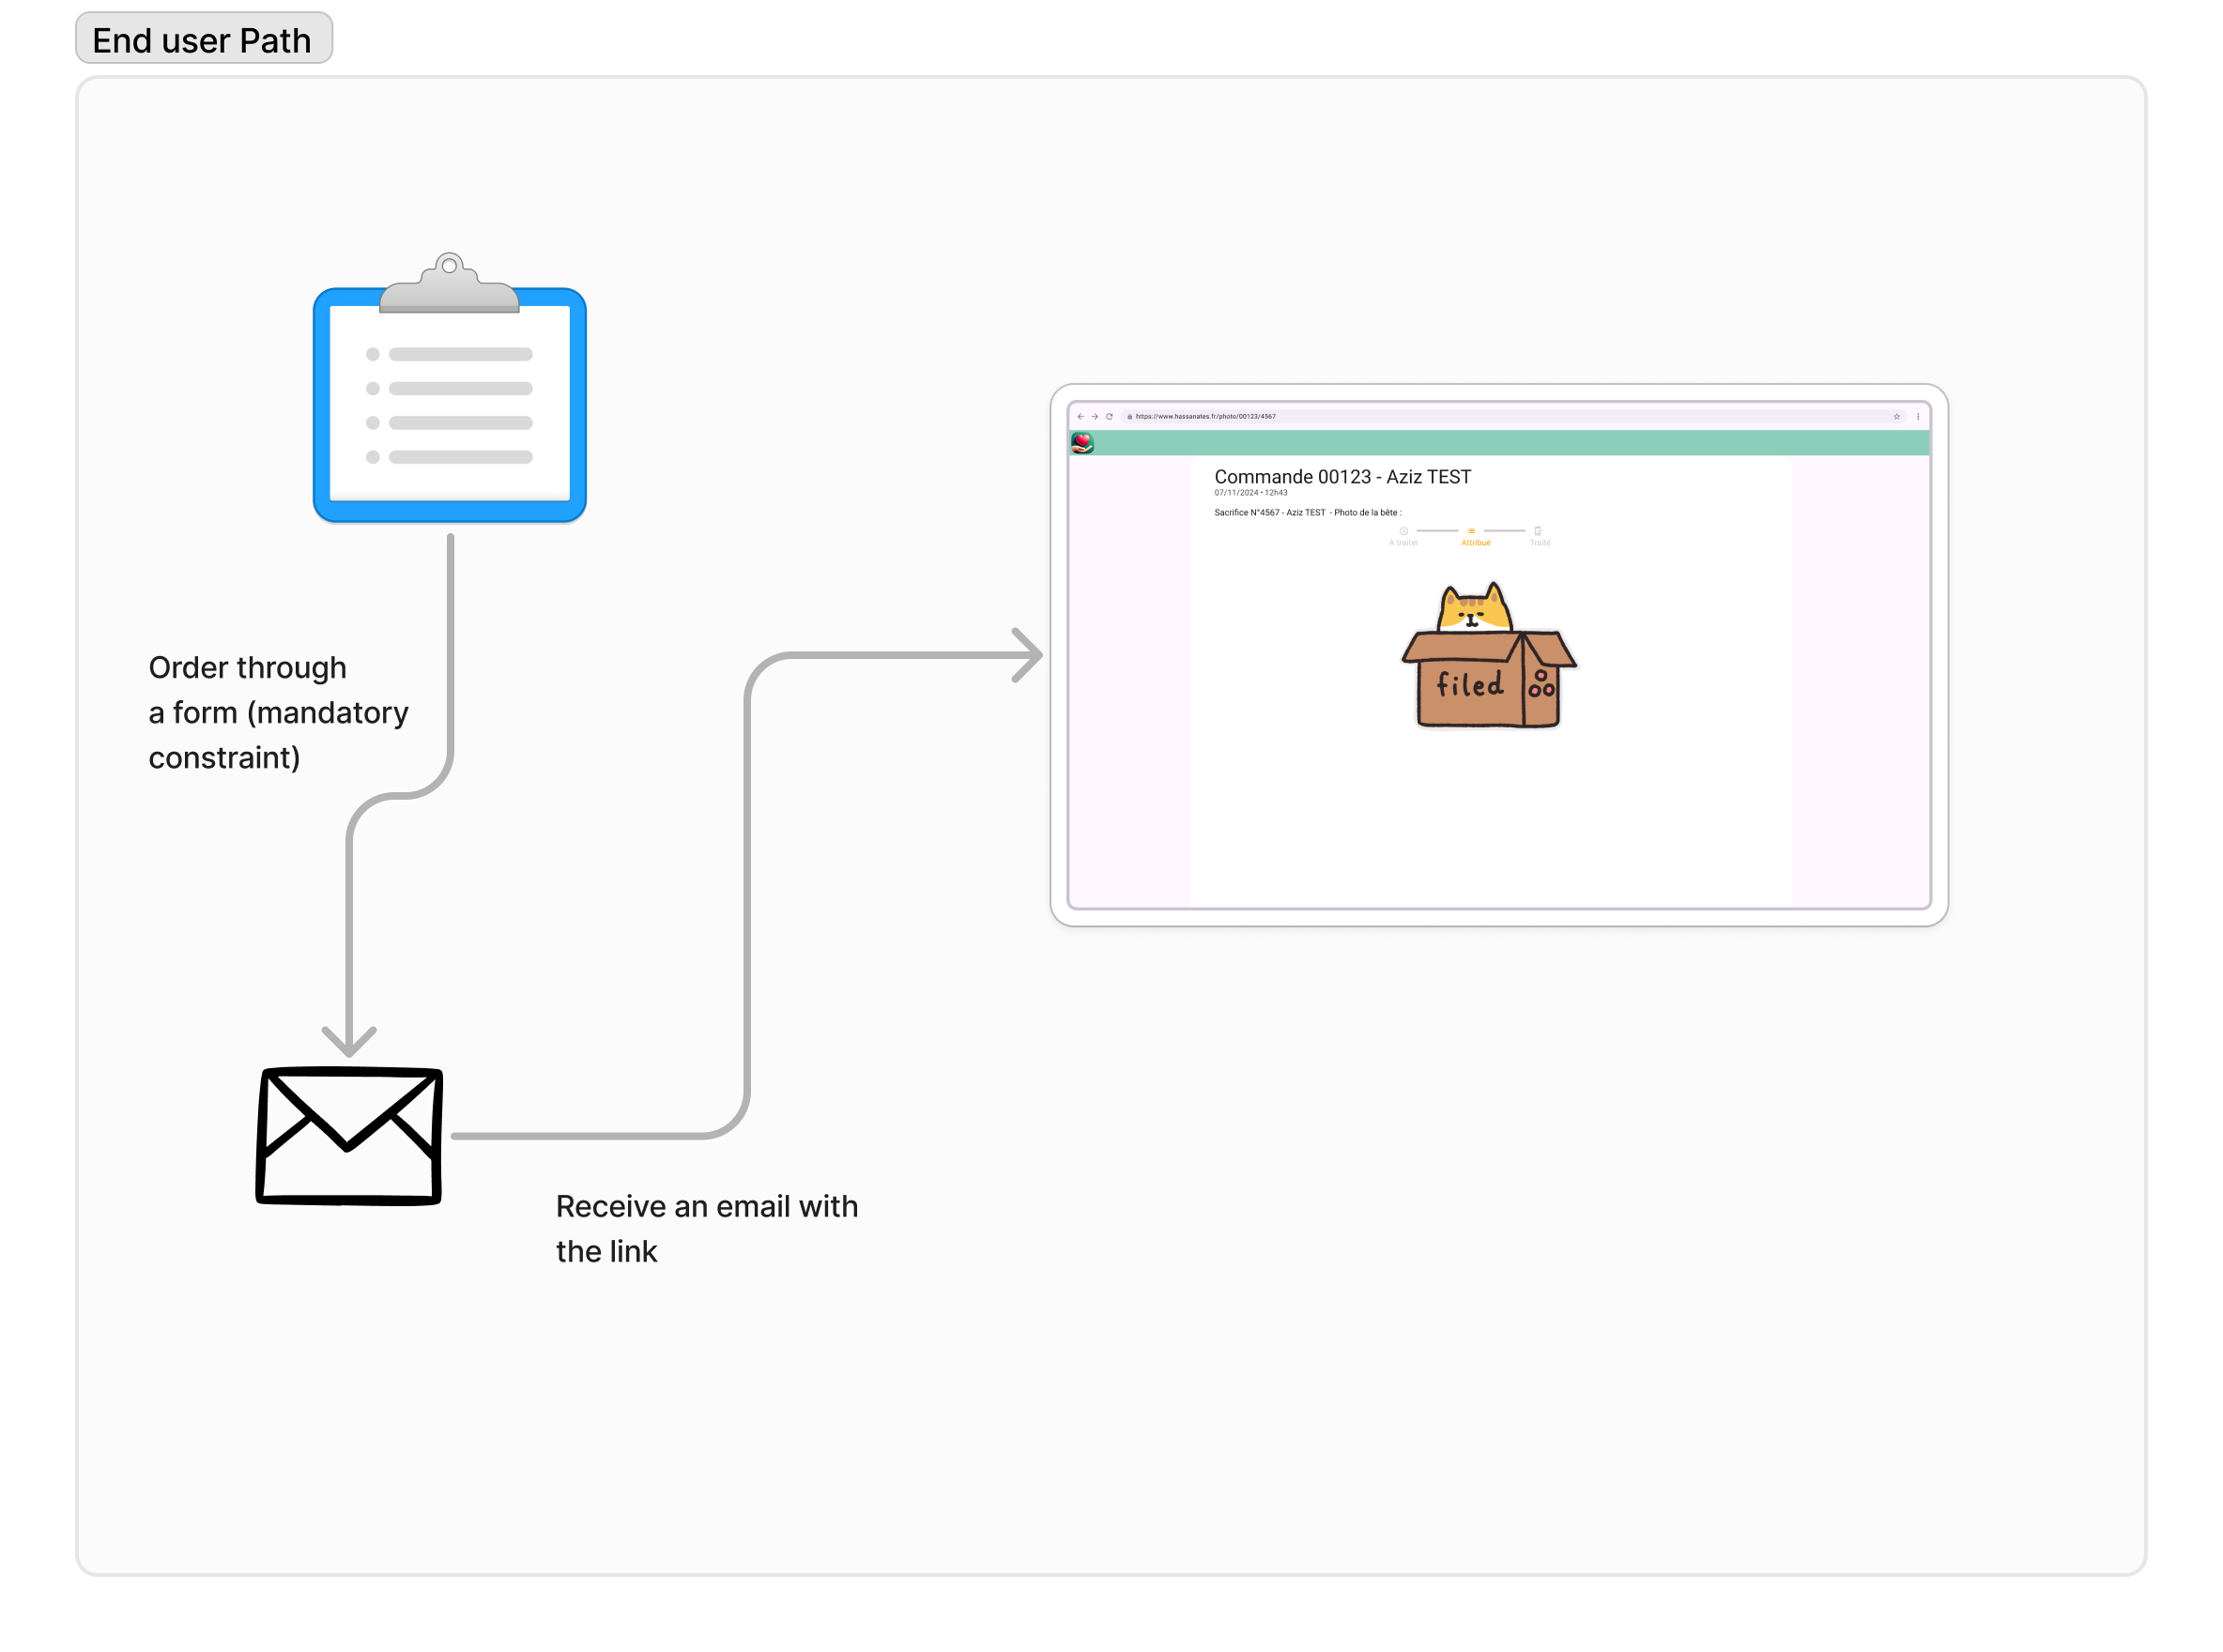 End user Path
Order through
a form (mandatory
constraint)
Receive an email with
the link
https://www.hassanates.fr/photo/00123/4567
Commande 00123 - Aziz TEST
07/11/2024 • 12h43
Sacrifice N°4567 - Aziz TEST - Photo de la bête :
A traiter
Attribué
Traité
filed